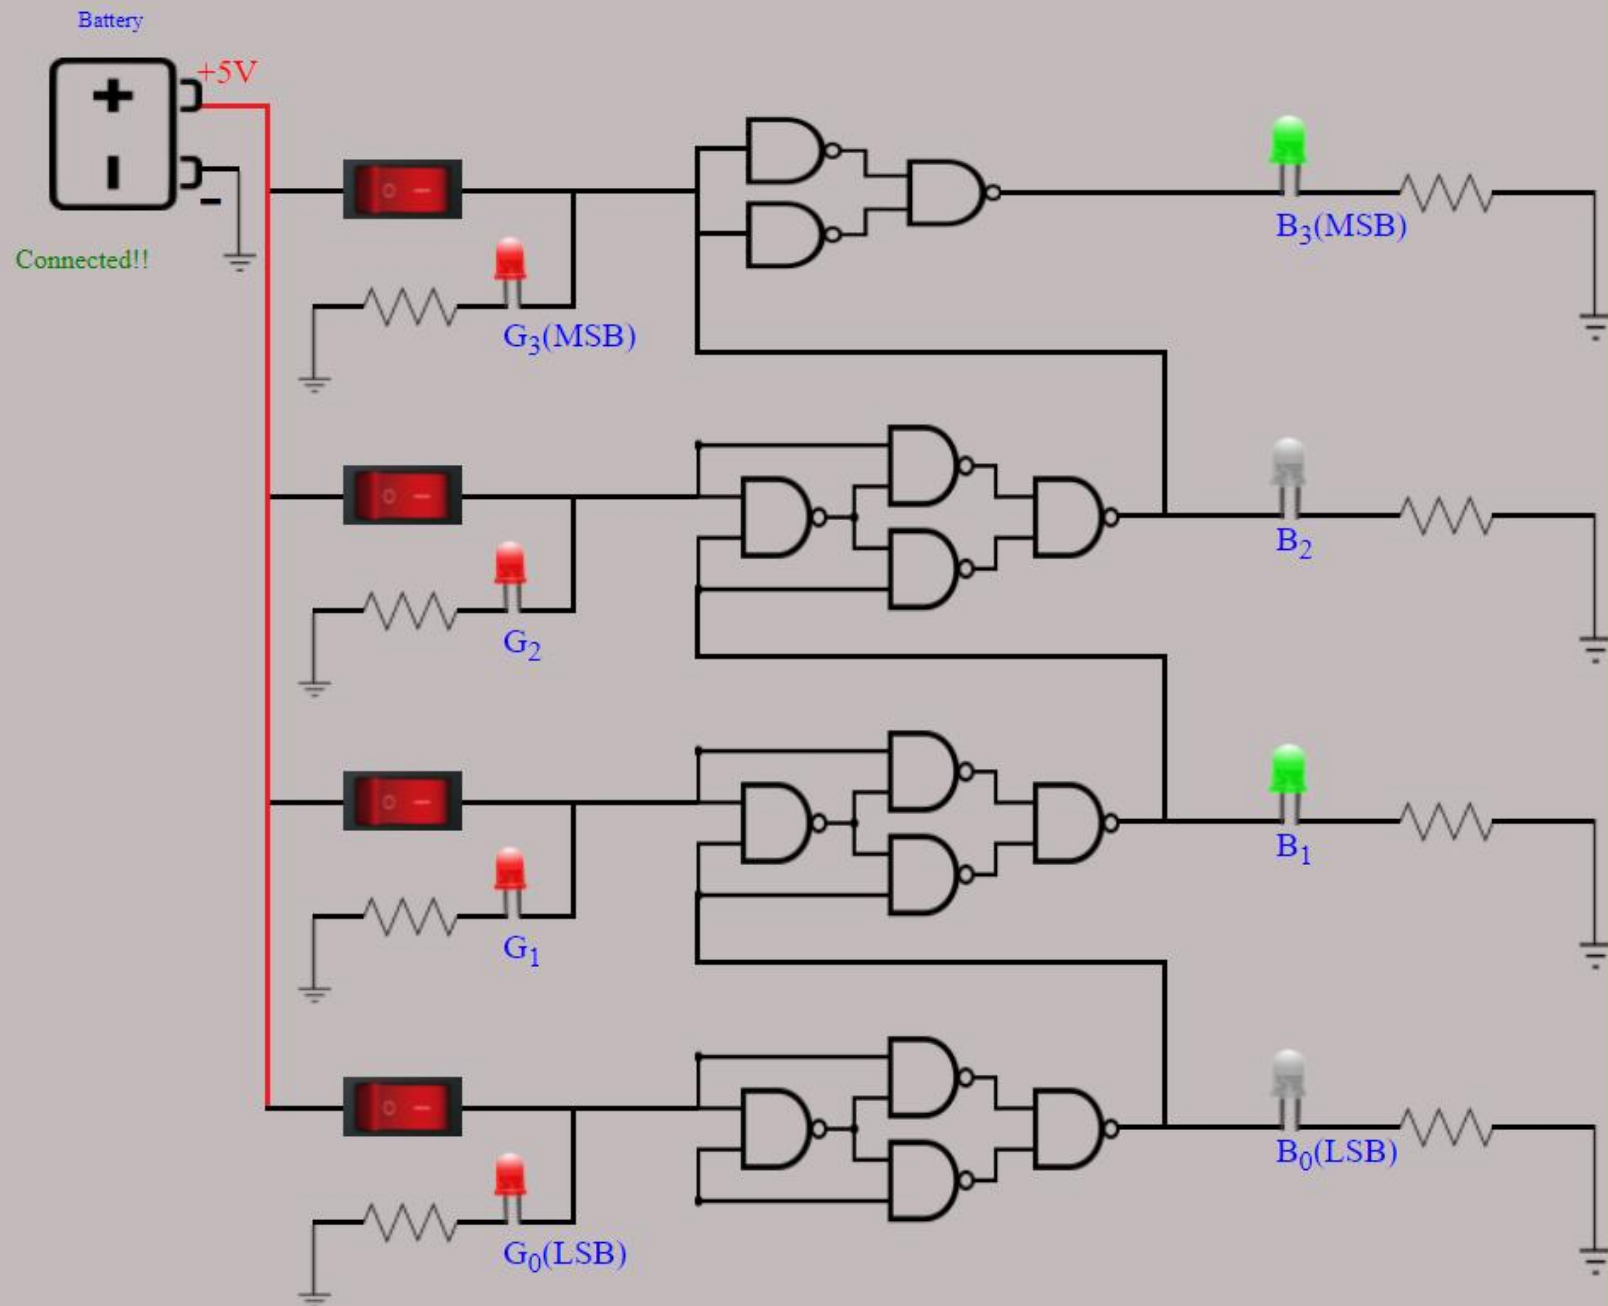 Battery
+5V
Connected!!
B3(MSB)
G3(MSB)
B2
G2
B1
G1
B0(LSB)
G0(LSB)